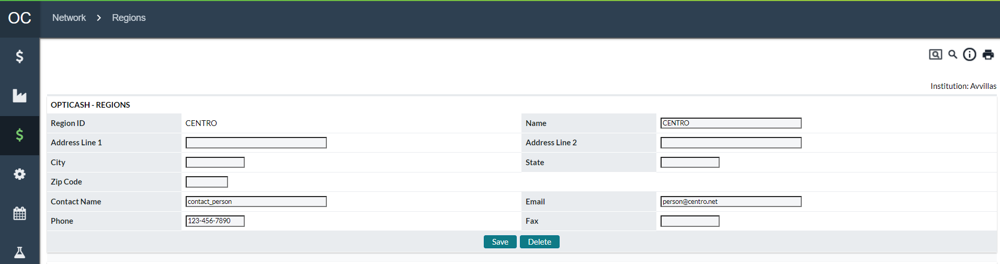 OC Network Regions
Institution: Avvillas
OPTICASH - REGIONS
Region ID CENTRO Name CENTRO
Address Line 1 Address Line 2
City State
Zip Code
Contact Name contact_person Email person@centro.net
Phone 123-456-7890 Fax
Save Delete